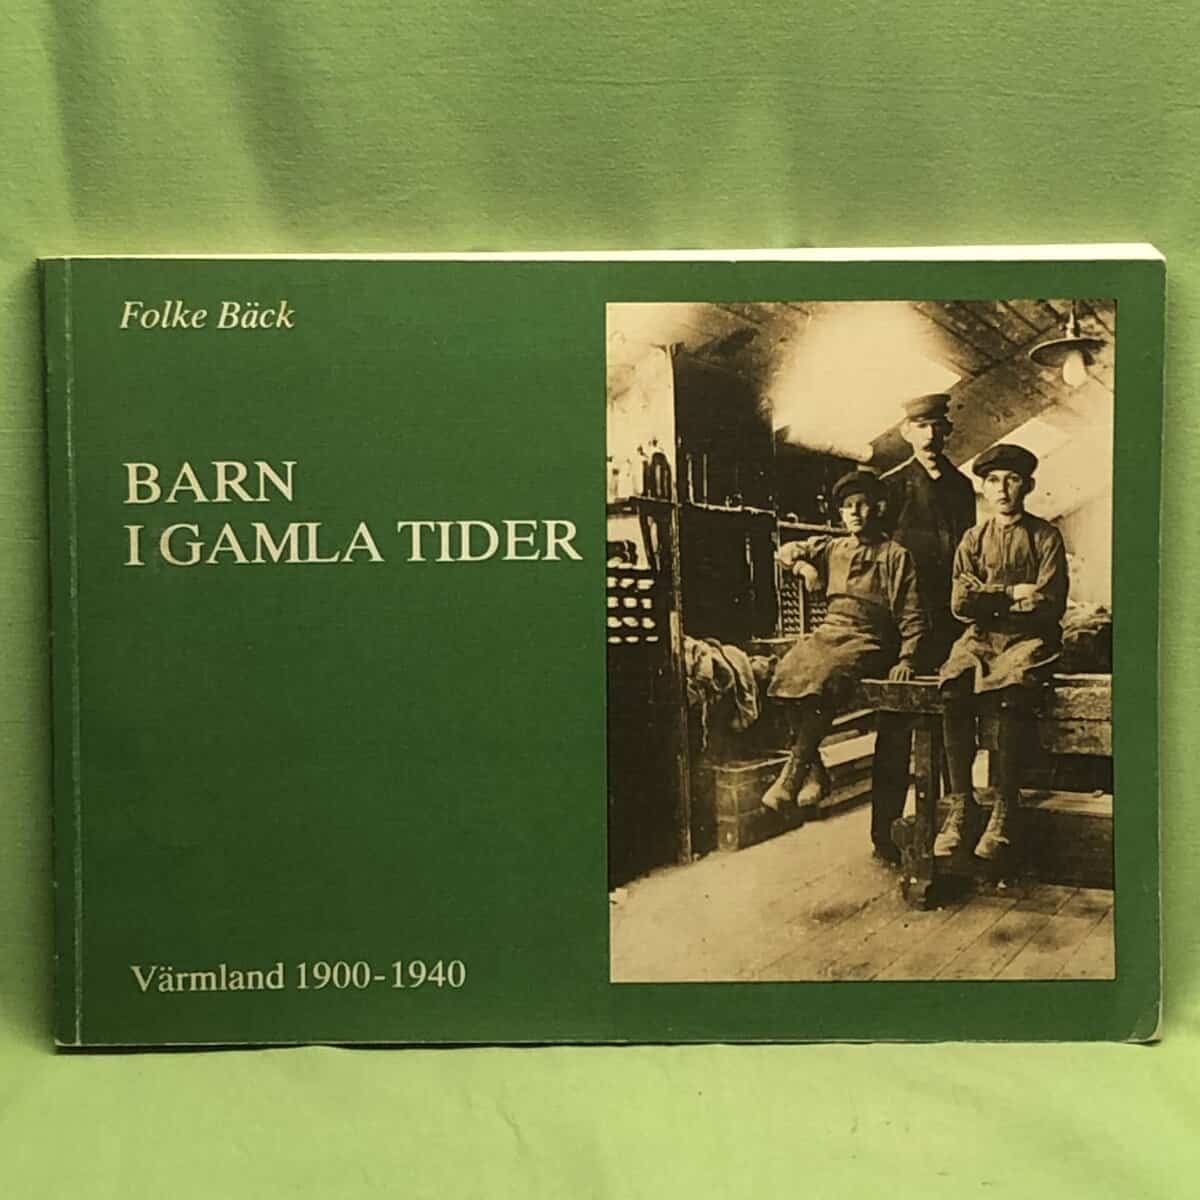 Folke Bäck
BARN
I GAMLA TIDER
Värmland 1900-1940